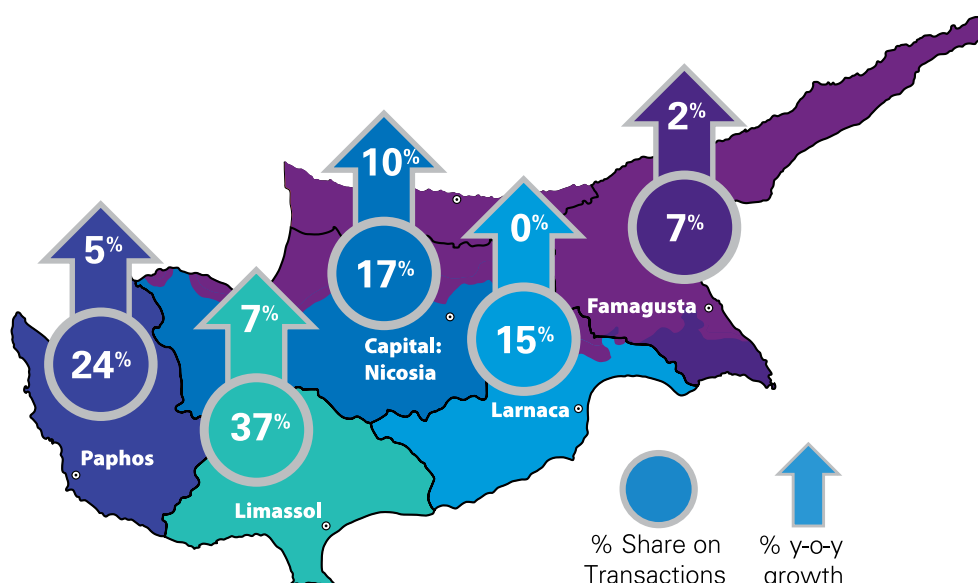 2%
10%
0%
7%
5%
17%
7%
Famagusta
15%
Capital:
Nicosia
24%
Larnaca
37%
Paphos
Limassol
% Share on
Transactions
% y-o-y
growth